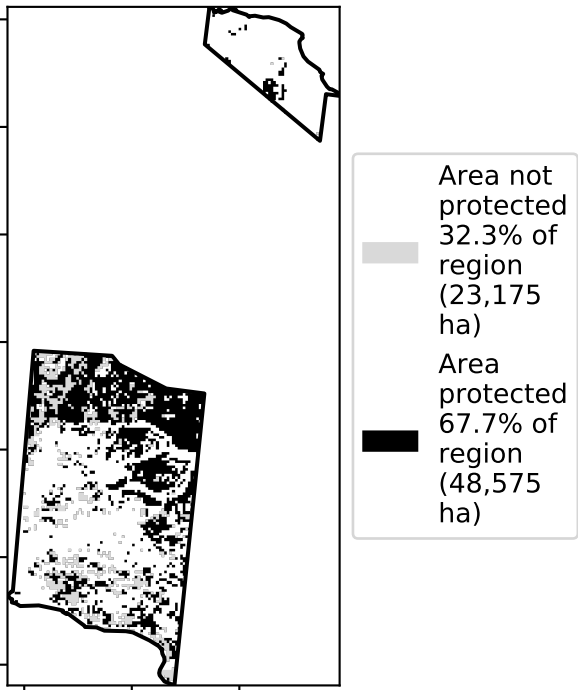 Area not
protected
32.3% of
region
(23,175
ha)
Area
protected
67.7% of
region
(48,575
ha)